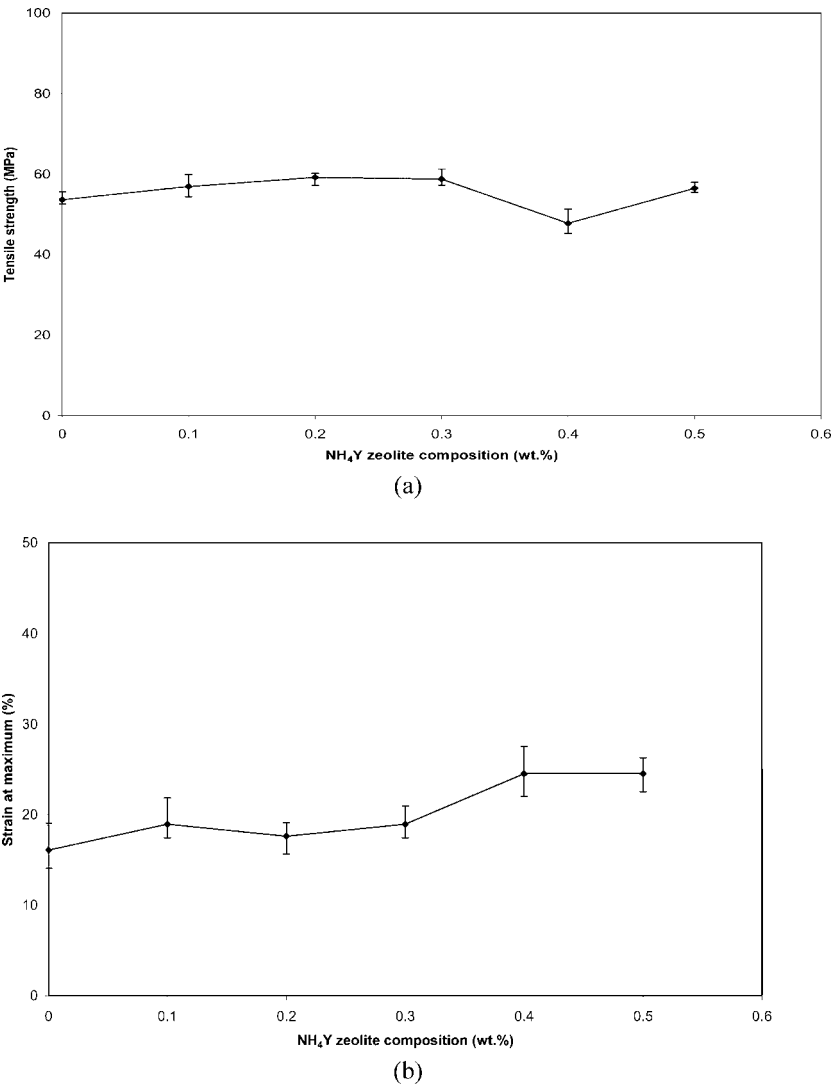 100
80
60
40
20
0
Tensile strength (MPa)
0 0.1 0.2 0.3 0.4 0.5 0.6
NH₄Y zeolite composition (wt.%)
(a)
50
40
30
20
10
0
Strain at maximum (%)
0 0.1 0.2 0.3 0.4 0.5 0.6
NH₄Y zeolite composition (wt.%)
(b)